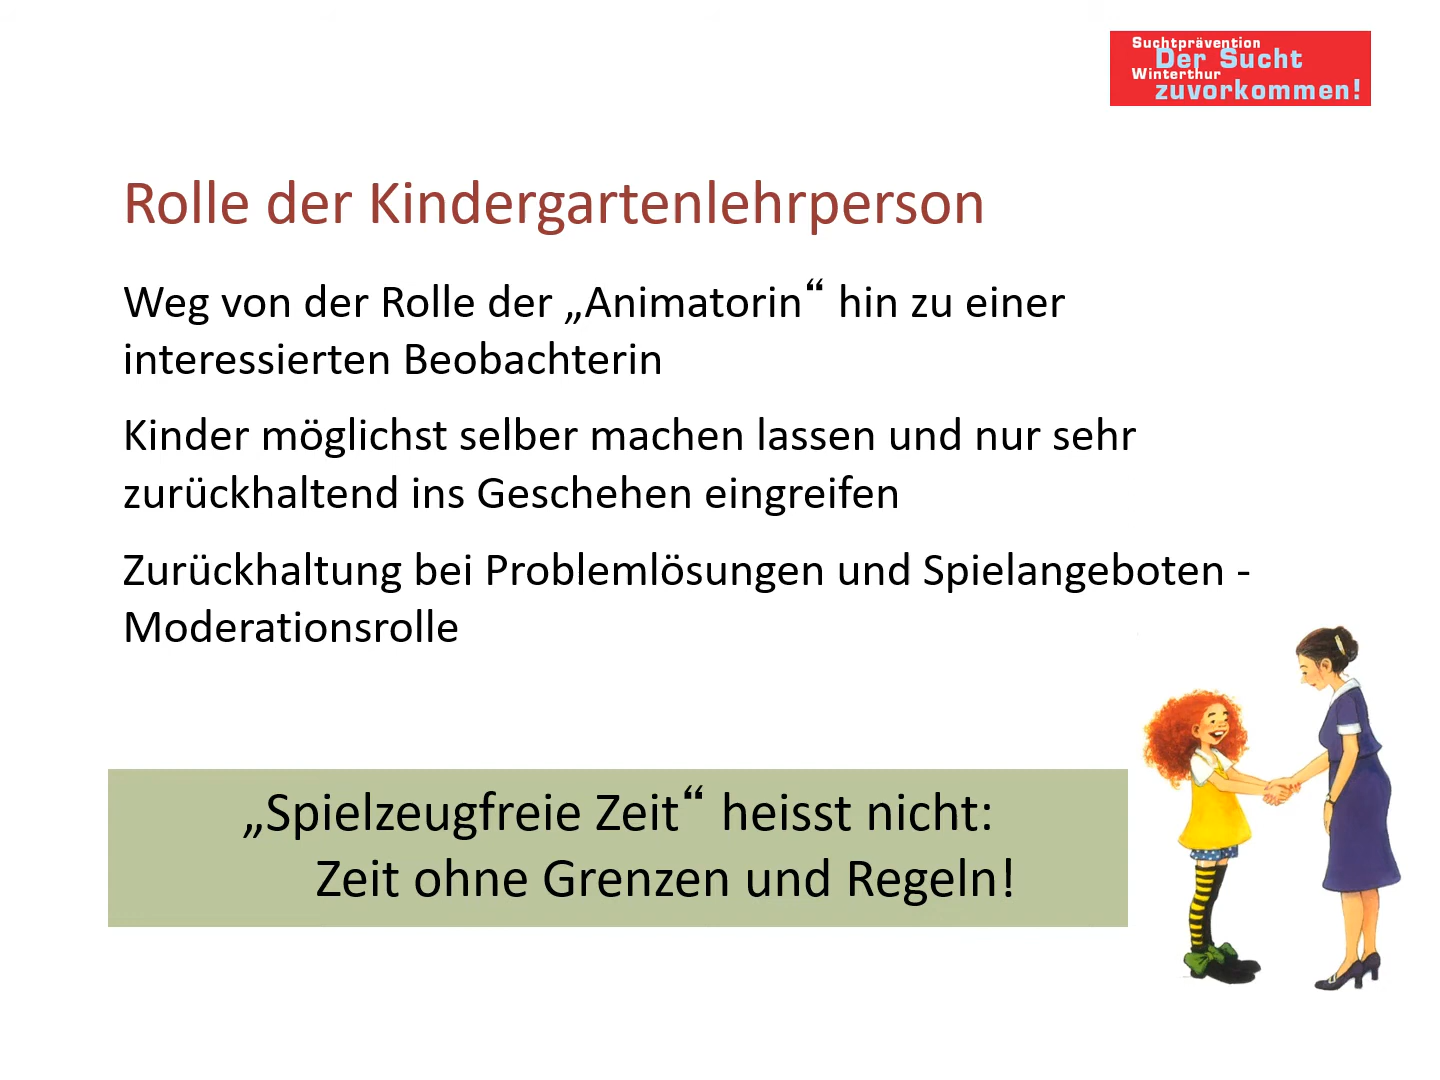 Suchtprävention
Der Sucht
Winterthur
zuvorkommen!
Rolle der Kindergartenlehrperson
Weg von der Rolle der „Animatorin“ hin zu einer
interessierten Beobachterin
Kinder möglichst selber machen lassen und nur sehr
zurückhaltend ins Geschehen eingreifen
Zurückhaltung bei Problemlösungen und Spielangeboten -
Moderationsrolle
„Spielzeugfreie Zeit“ heisst nicht:
Zeit ohne Grenzen und Regeln!